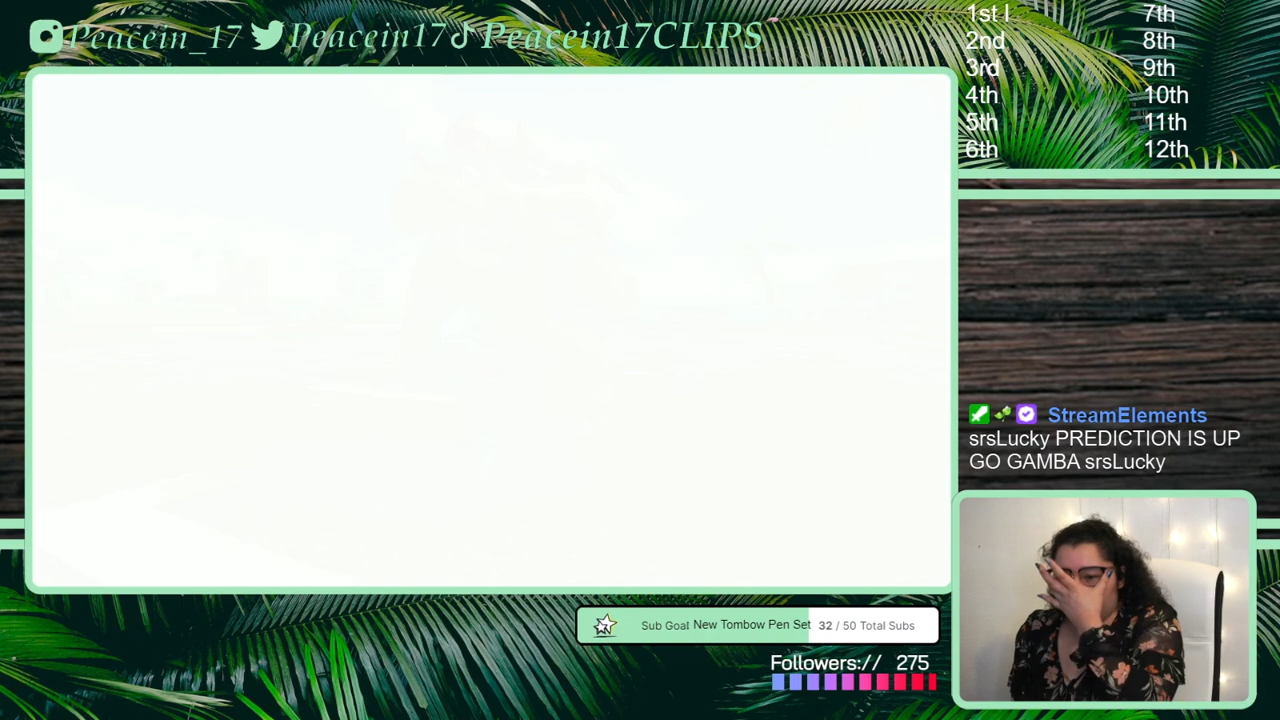 Peacein_17 Peacein17 Peacein17CLIPS
1st I
2nd
3rd
4th
5th
6th
7th
8th
9th
10th
11th
12th
StreamElements
srsLucky PREDICTION IS UP
GO GAMBA srsLucky
Sub Goal New Tombow Pen Set 32 / 50 Total Subs
Followers:// 275